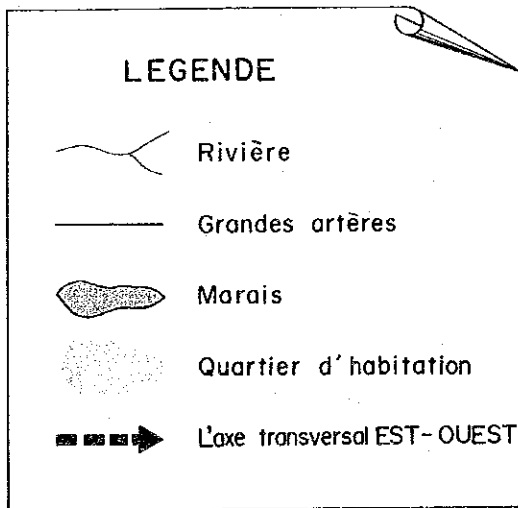 LEGENDE
Rivière
Grandes artères
Marais
Quartier d'habitation
L'axe transversal EST-OUEST